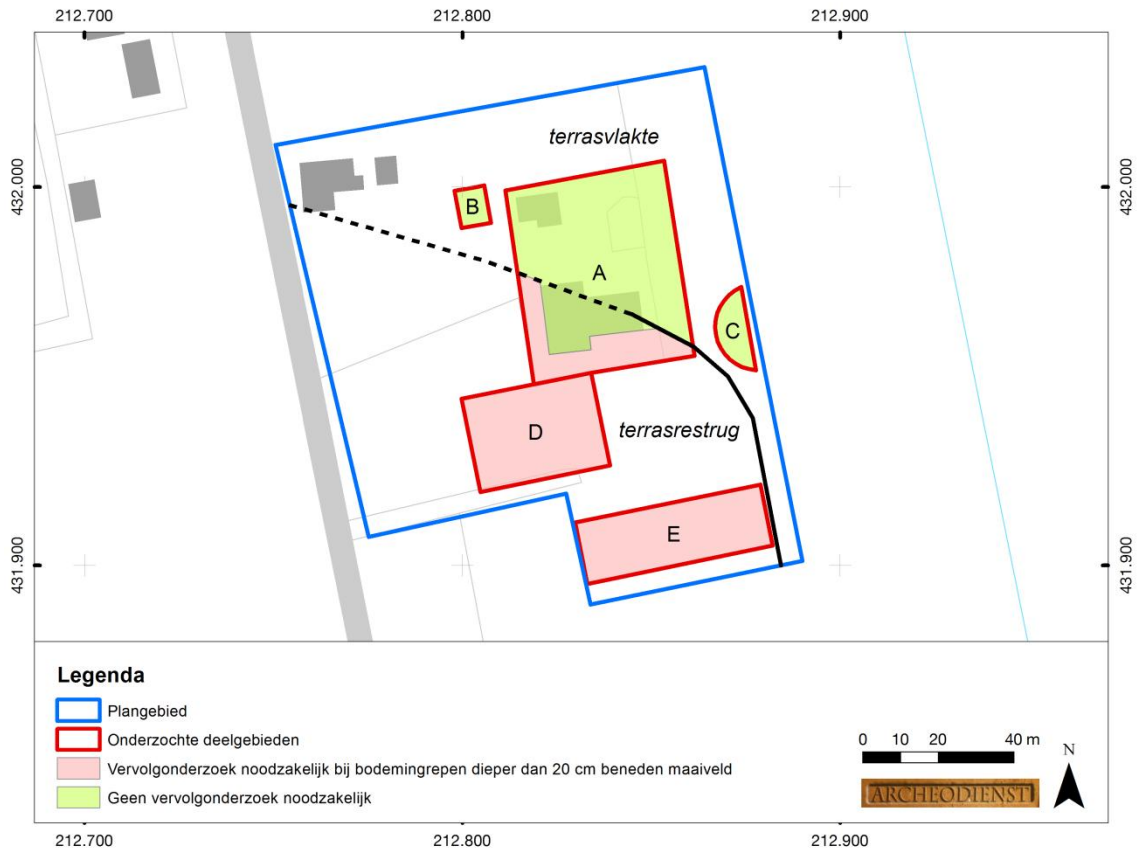 212.700 212.800 212.900
432.000 432.000
terrasvlakte
B
A
C
D
terrasrestrug
E
431.900 431.900
Legenda
Plangebied
Onderzochte deelgebieden
Vervolgonderzoek noodzakelijk bij bodemingrepen dieper dan 20 cm beneden maaiveld
Geen vervolgonderzoek noodzakelijk
0 10 20 40 m
N
ARCHEODIENST
212.700 212.800 212.900